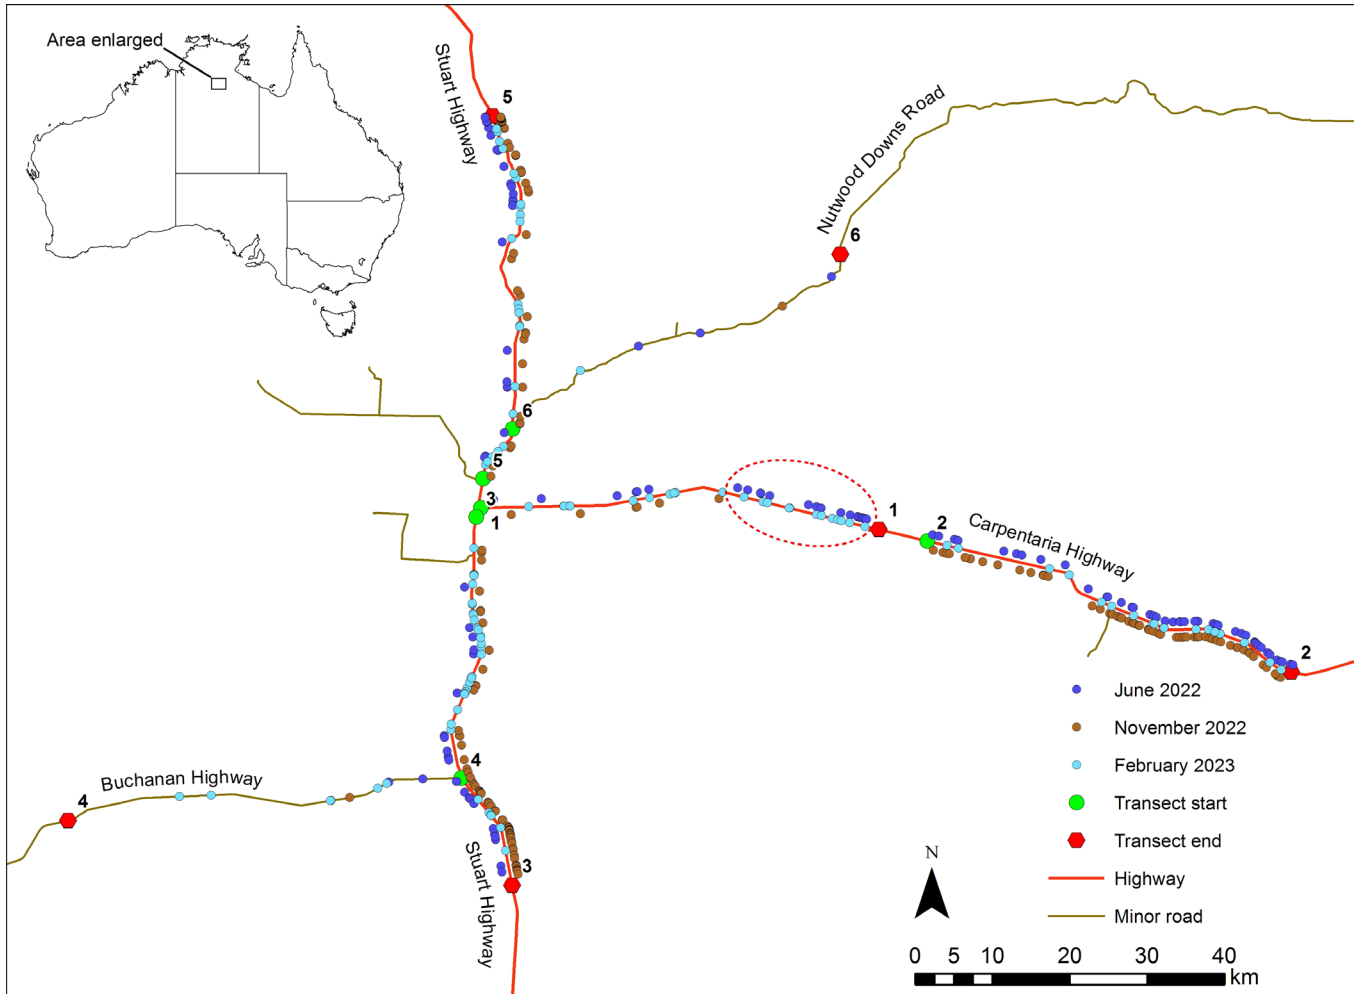 Area enlarged
Stuart Highway
5
Nutwood Downs Road
6
6
5
3
1
1
2
Carpentaria Highway
2
4
Buchanan Highway
4
3
Stuart Highway
June 2022
November 2022
February 2023
Transect start
Transect end
Highway
Minor road
N
0 5 10 20 30 40
km